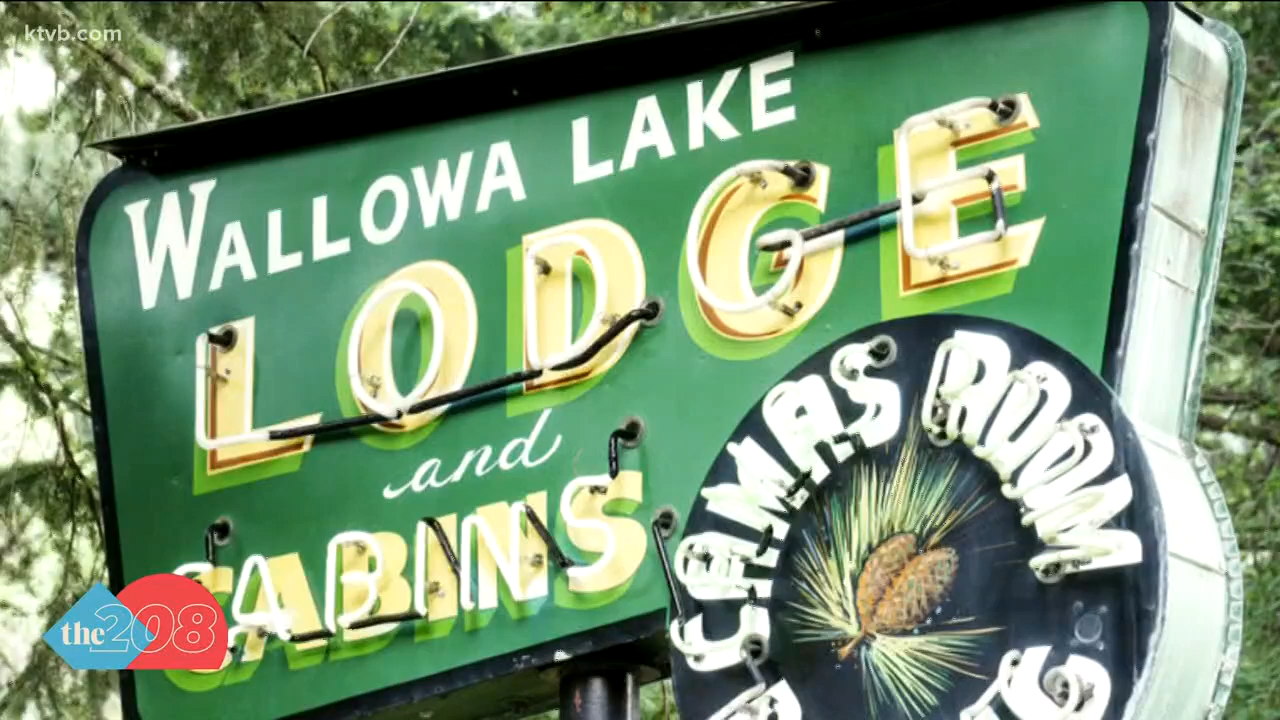 ktvb.com
WALLOWA LAKE
LODGE
and
CABINS
CAMAS ROOM
the208